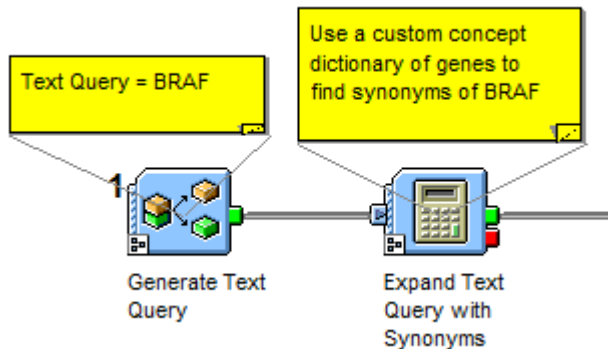 Text Query = BRAF
Use a custom concept
dictionary of genes to
find synonyms of BRAF
1
Generate Text
Query
Expand Text
Query with
Synonyms